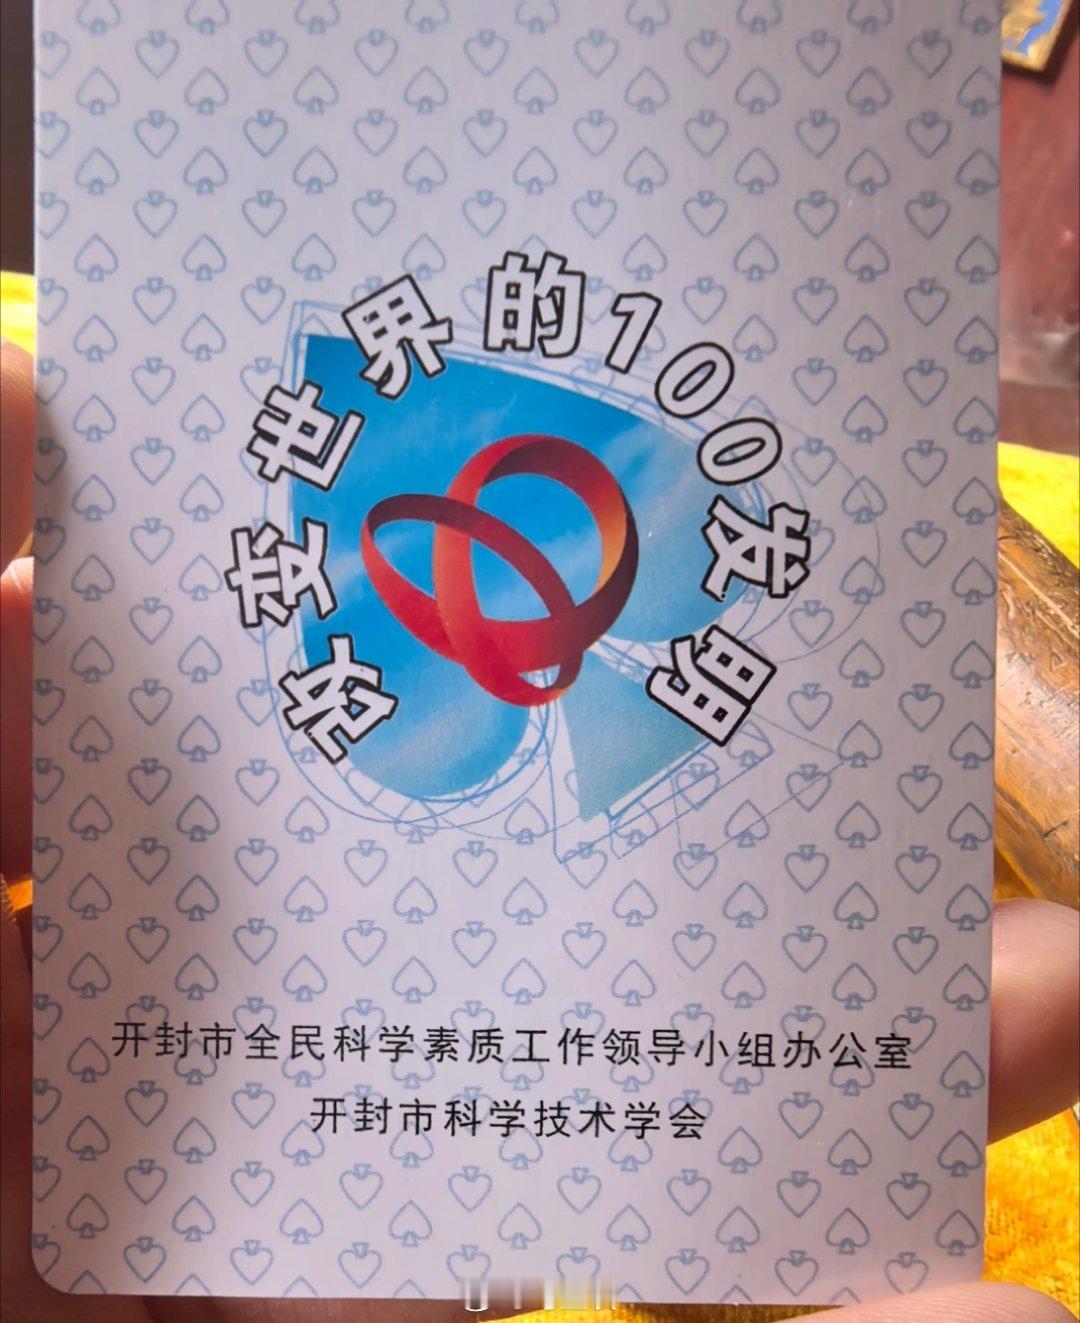 改变世界的100发明
开封市全民科学素质工作领导小组办公室
开封市科学技术学会